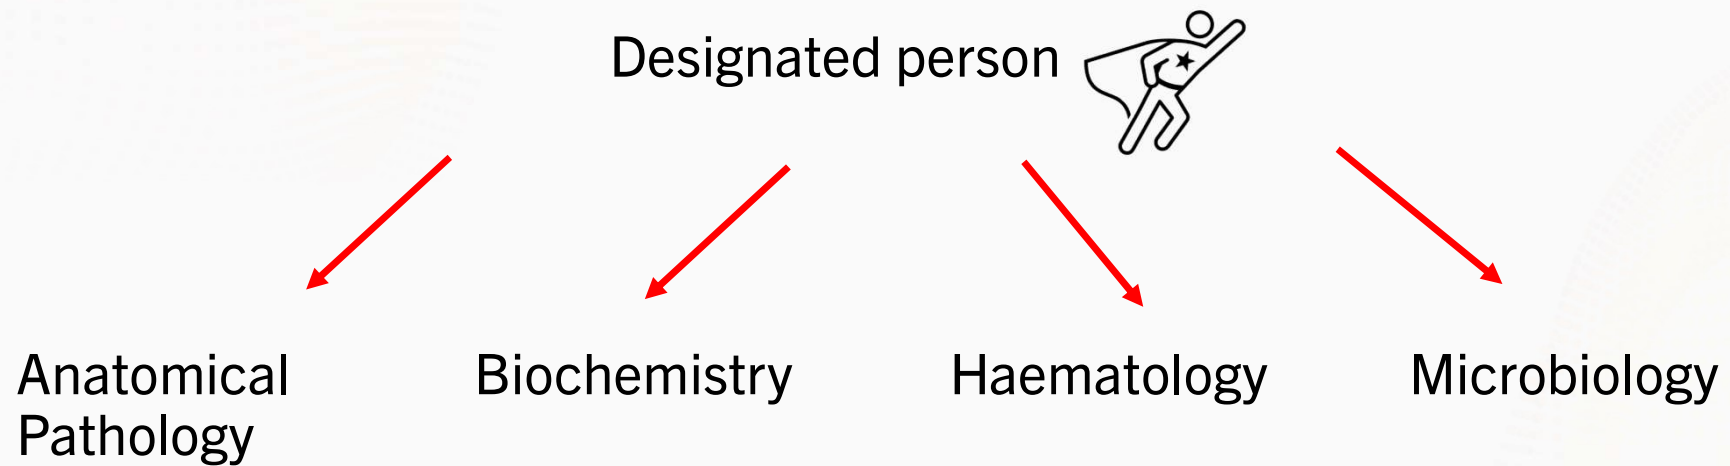 Designated person
Anatomical
Pathology
Biochemistry
Haematology
Microbiology